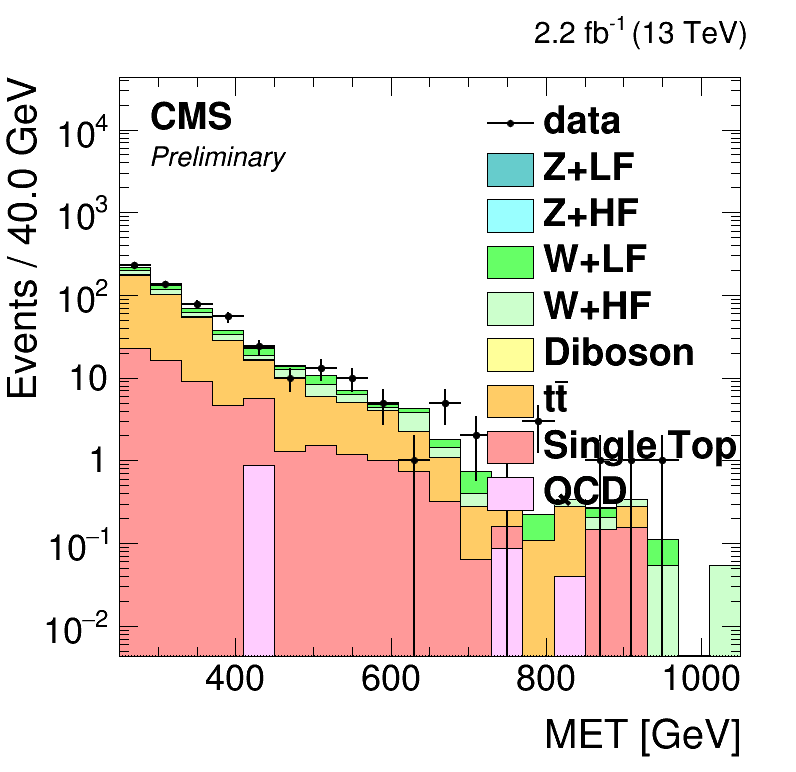 2.2 fb⁻¹ (13 TeV)
CMS
Preliminary
Events / 40.0 GeV
10⁴
10³
10²
10
1
10⁻¹
10⁻²
data
Z+LF
Z+HF
W+LF
W+HF
Diboson
tt̄
Single Top
QCD
400 600 800 1000
MET [GeV]